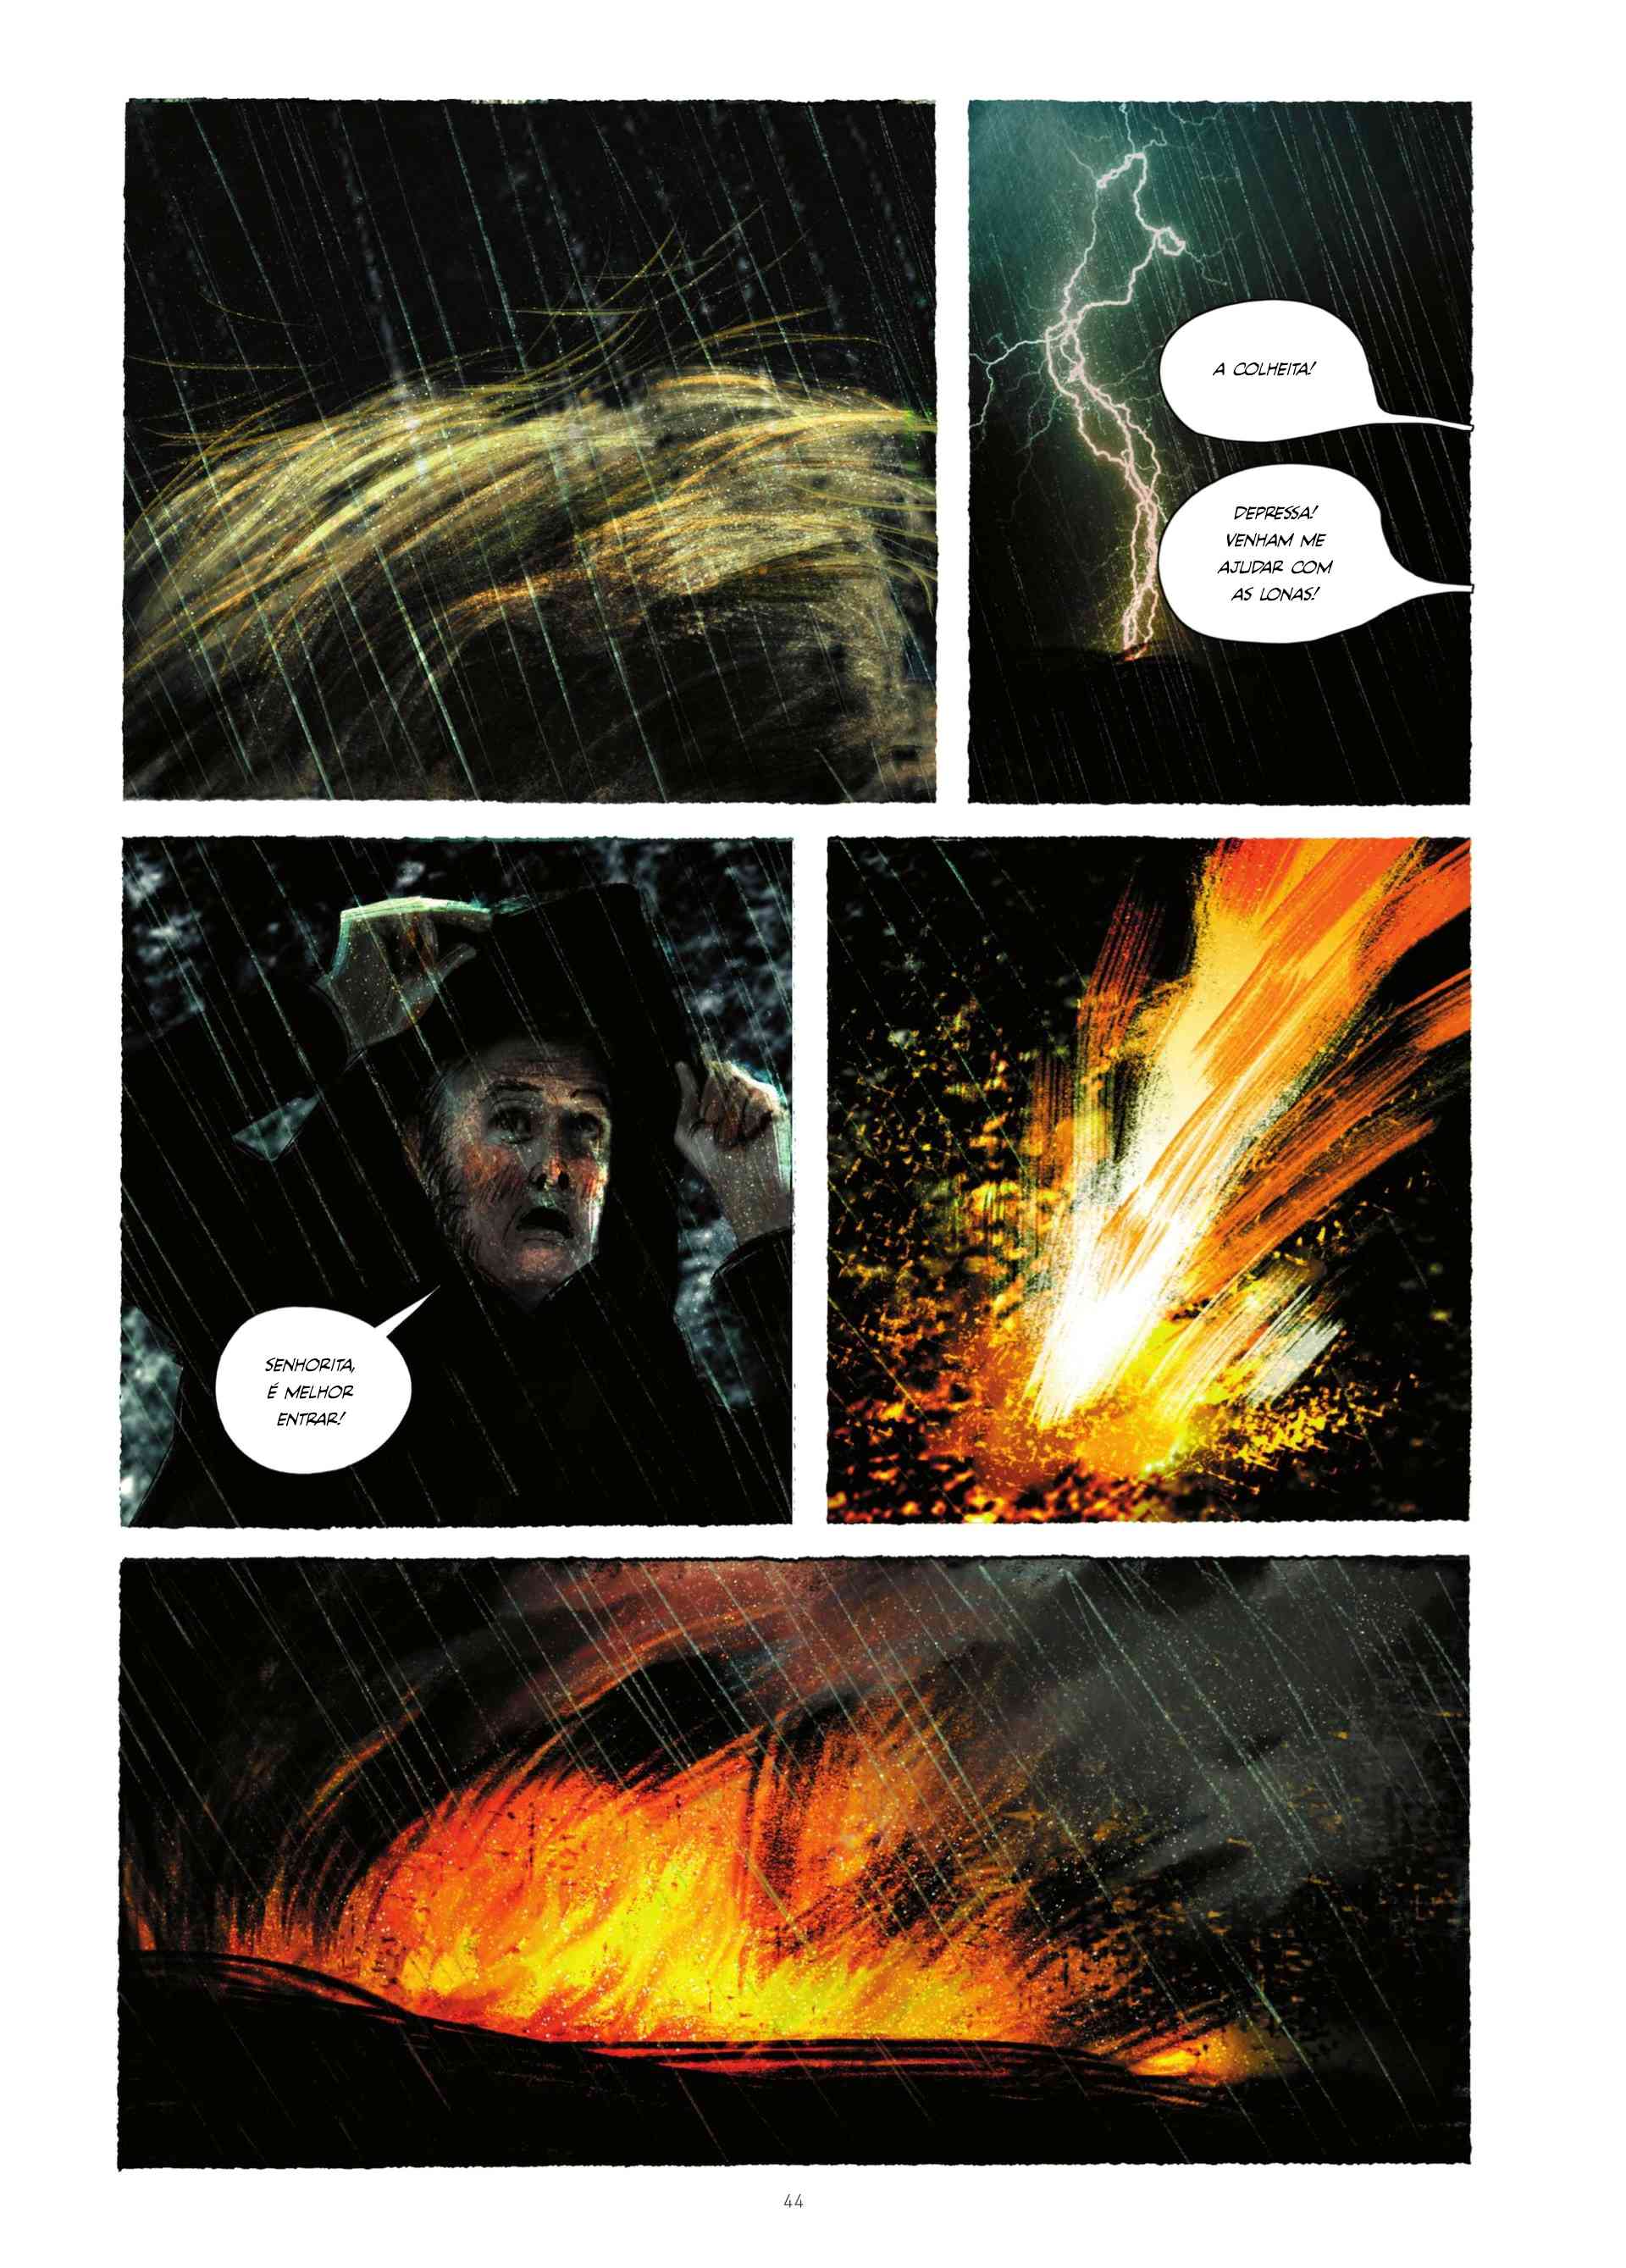 A COLHEITA!
DEPRESSA!
VENHAM ME
AJUDAR COM
AS LONAS!
SENHORITA,
É MELHOR
ENTRAR!
44